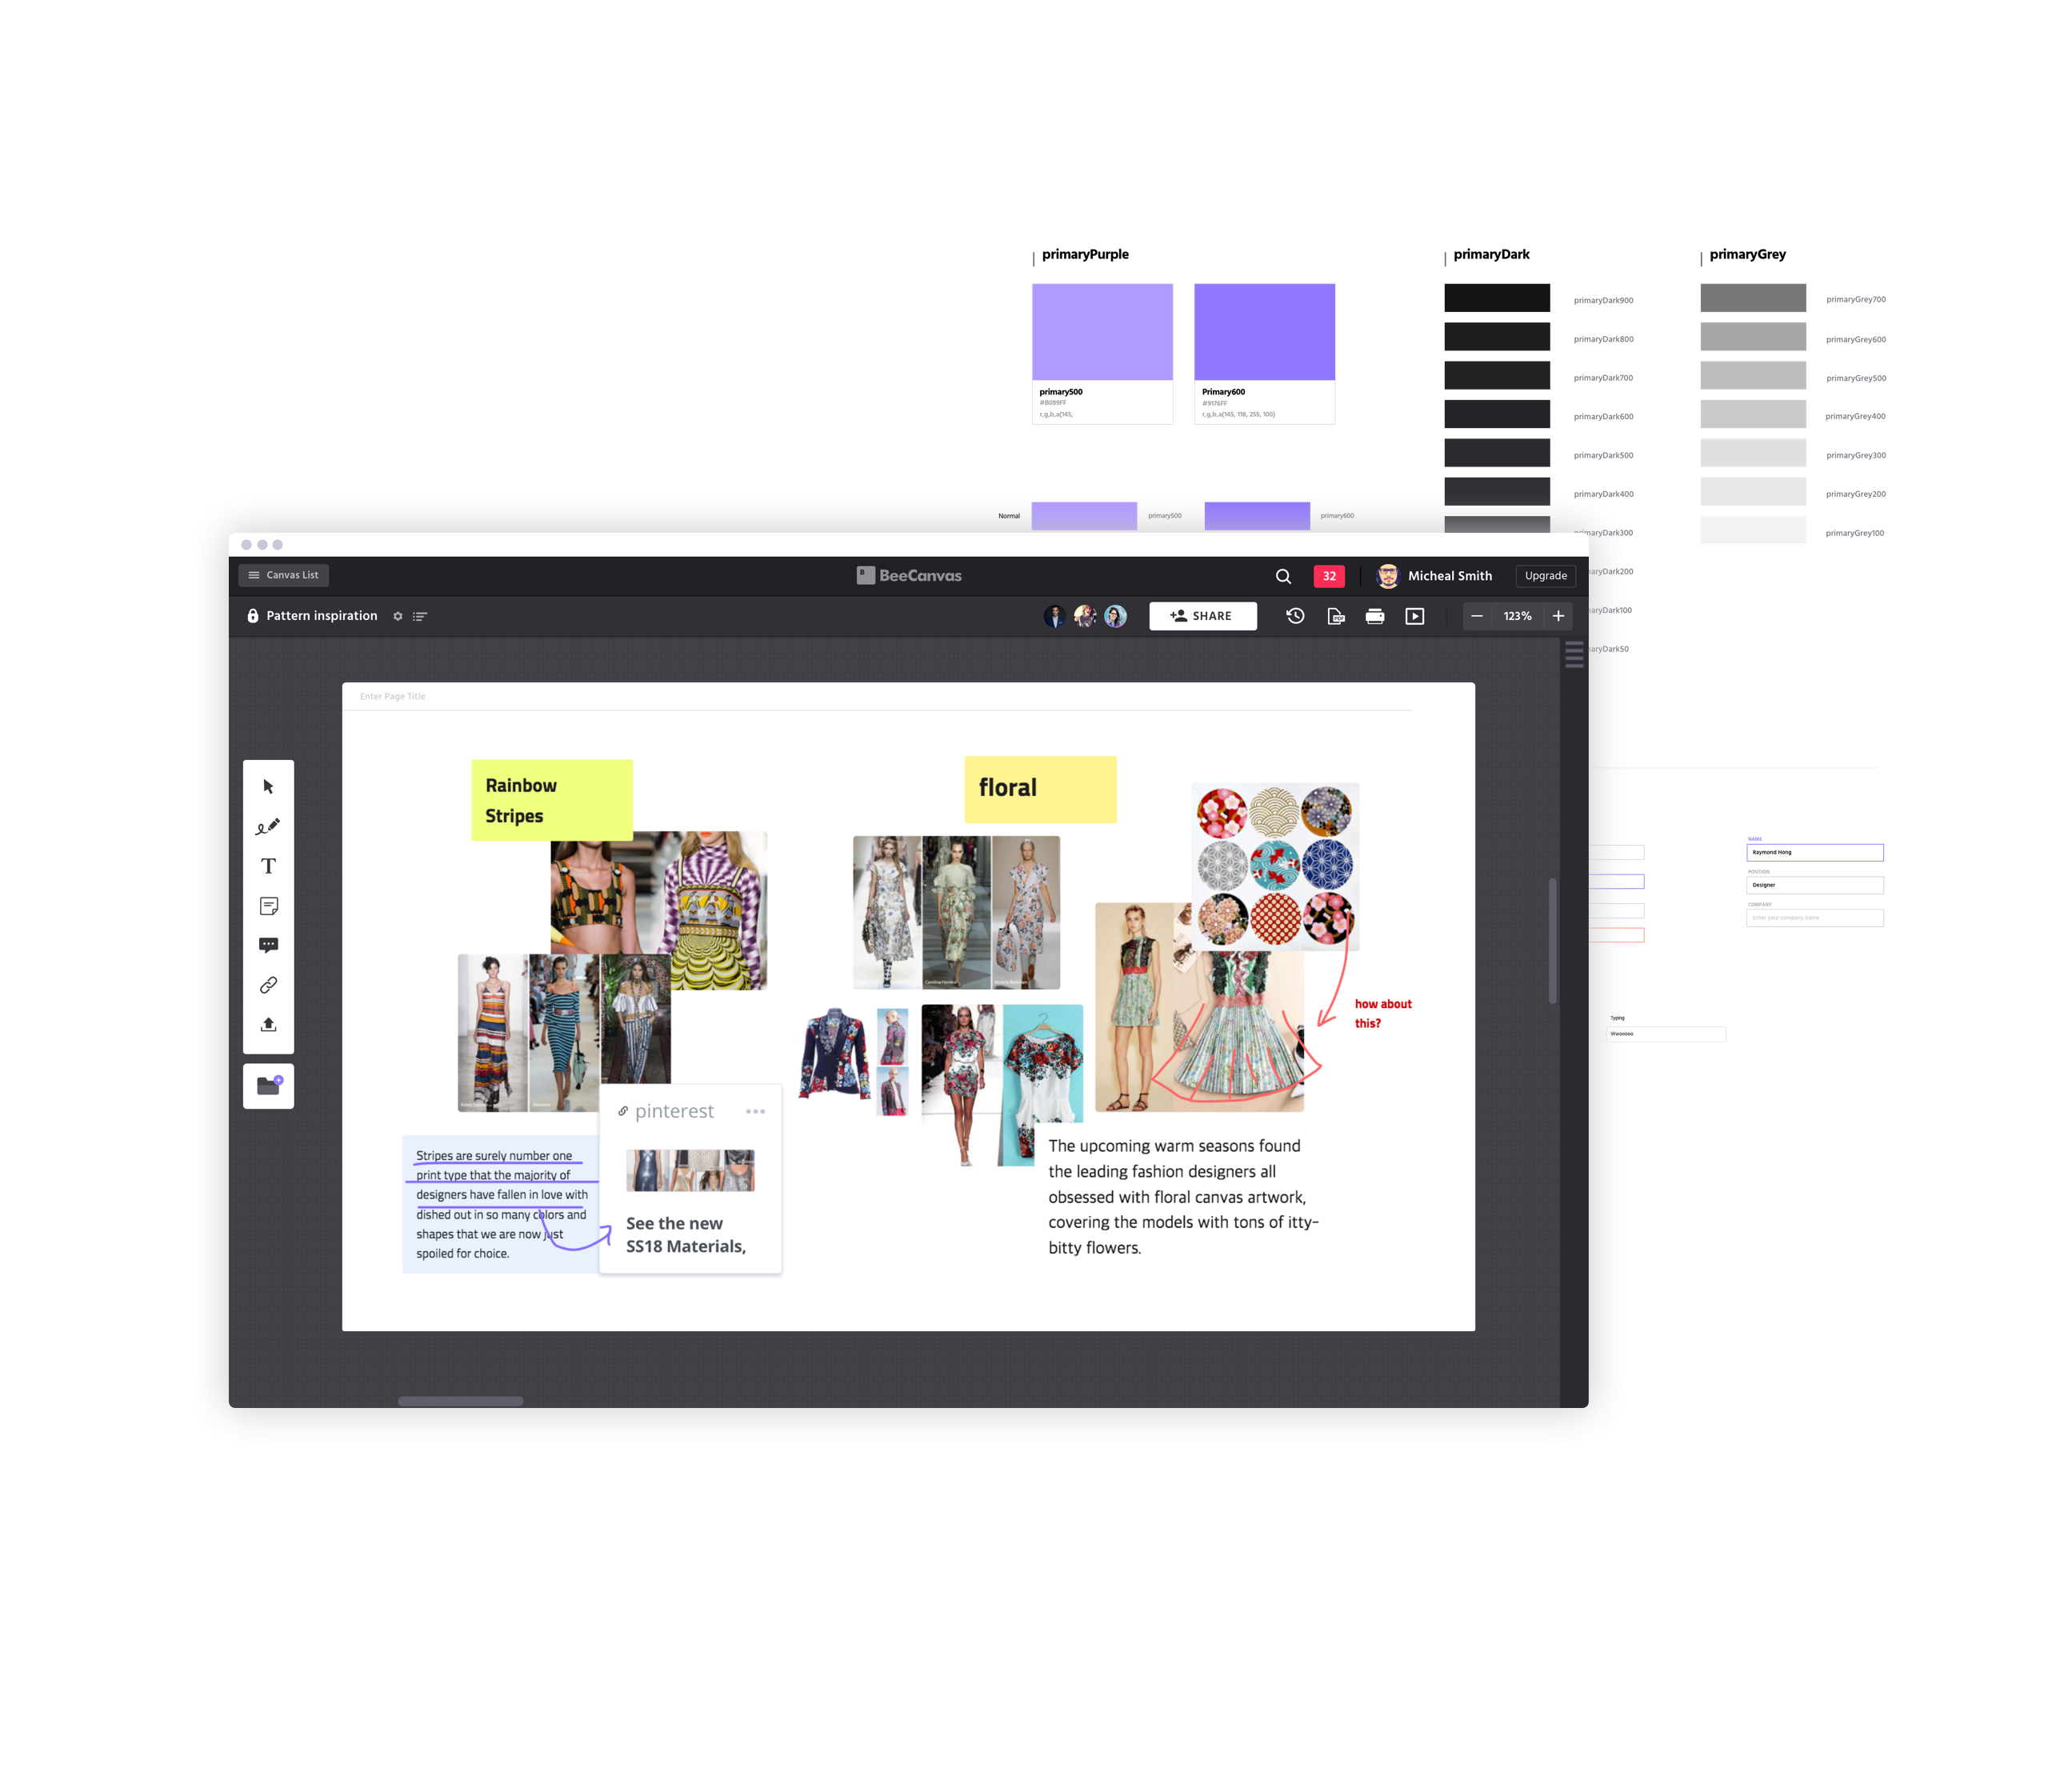 primaryPurple
primary500
#B099FF
r,g,b,a(145,
Primary600
#9176FF
r,g,b,a(145, 118, 255, 100)
Normal
primary500
primary600
primaryDark
primaryDark900
primaryDark800
primaryDark700
primaryDark600
primaryDark500
primaryDark400
primaryDark300
naryDark200
naryDark100
naryDark50
primaryGrey
primaryGrey700
primaryGrey600
primaryGrey500
primaryGrey400
primaryGrey300
primaryGrey200
primaryGrey100
Canvas List
B
BeeCanvas
32
Micheal Smith
Upgrade
Pattern inspiration
SHARE
PDF
123%
Enter Page Title
Rainbow
Stripes
floral
T
how about
this?
pinterest
See the new
SS18 Materials,
Stripes are surely number one
print type that the majority of
designers have fallen in love with
dished out in so many colors and
shapes that we are now just
spoiled for choice.
The upcoming warm seasons found
the leading fashion designers all
obsessed with floral canvas artwork,
covering the models with tons of itty-
bitty flowers.
NAME
Raymond Hong
POSTION
Designer
COMPANY
Enter your company name
Typing
Wwooooo